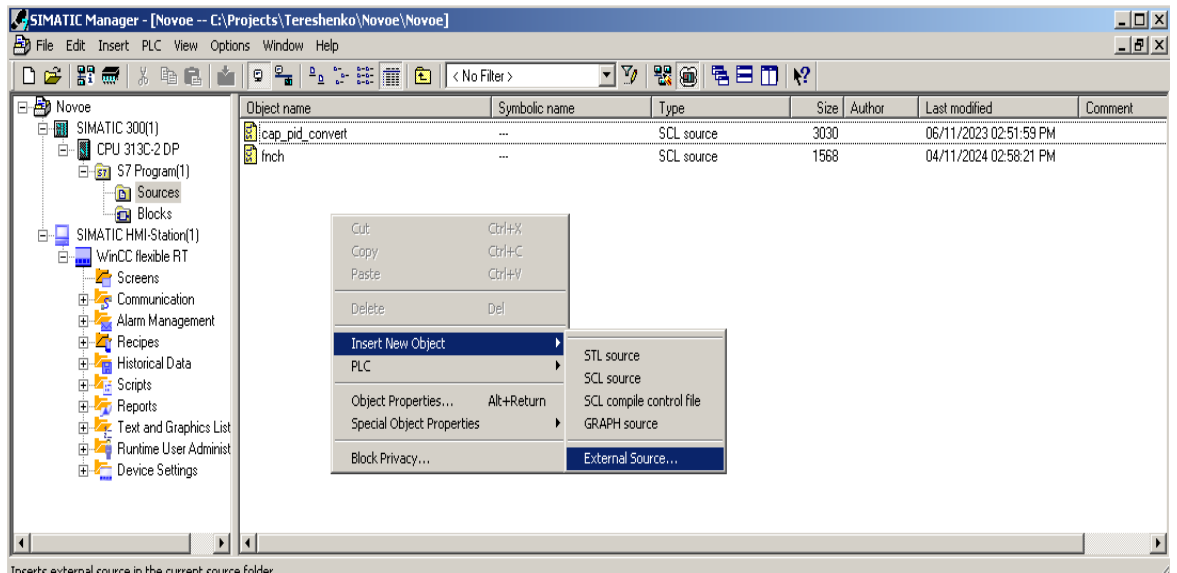 SIMATIC Manager - [Novoe -- C:\Projects\Tereshenko\Novoe\Novoe]
File Edit Insert PLC View Options Window Help
< No Filter >
Novoe
SIMATIC 300(1)
CPU 313C-2 DP
S7 Program(1)
Sources
Blocks
SIMATIC HMI-Station(1)
WinCC flexible RT
Screens
Communication
Alarm Management
Recipes
Historical Data
Scripts
Reports
Text and Graphics List
Runtime User Administ
Device Settings
Object name Symbolic name Type Size Author Last modified Comment
cap_pid_convert --- SCL source 3030 06/11/2023 02:51:59 PM
fnch --- SCL source 1568 04/11/2024 02:58:21 PM
Cut Ctrl+X
Copy Ctrl+C
Paste Ctrl+V
Delete Del
Insert New Object
PLC
Object Properties... Alt+Return
Special Object Properties
Block Privacy...
STL source
SCL source
SCL compile control file
GRAPH source
External Source...
Inserts external source in the current source folder.